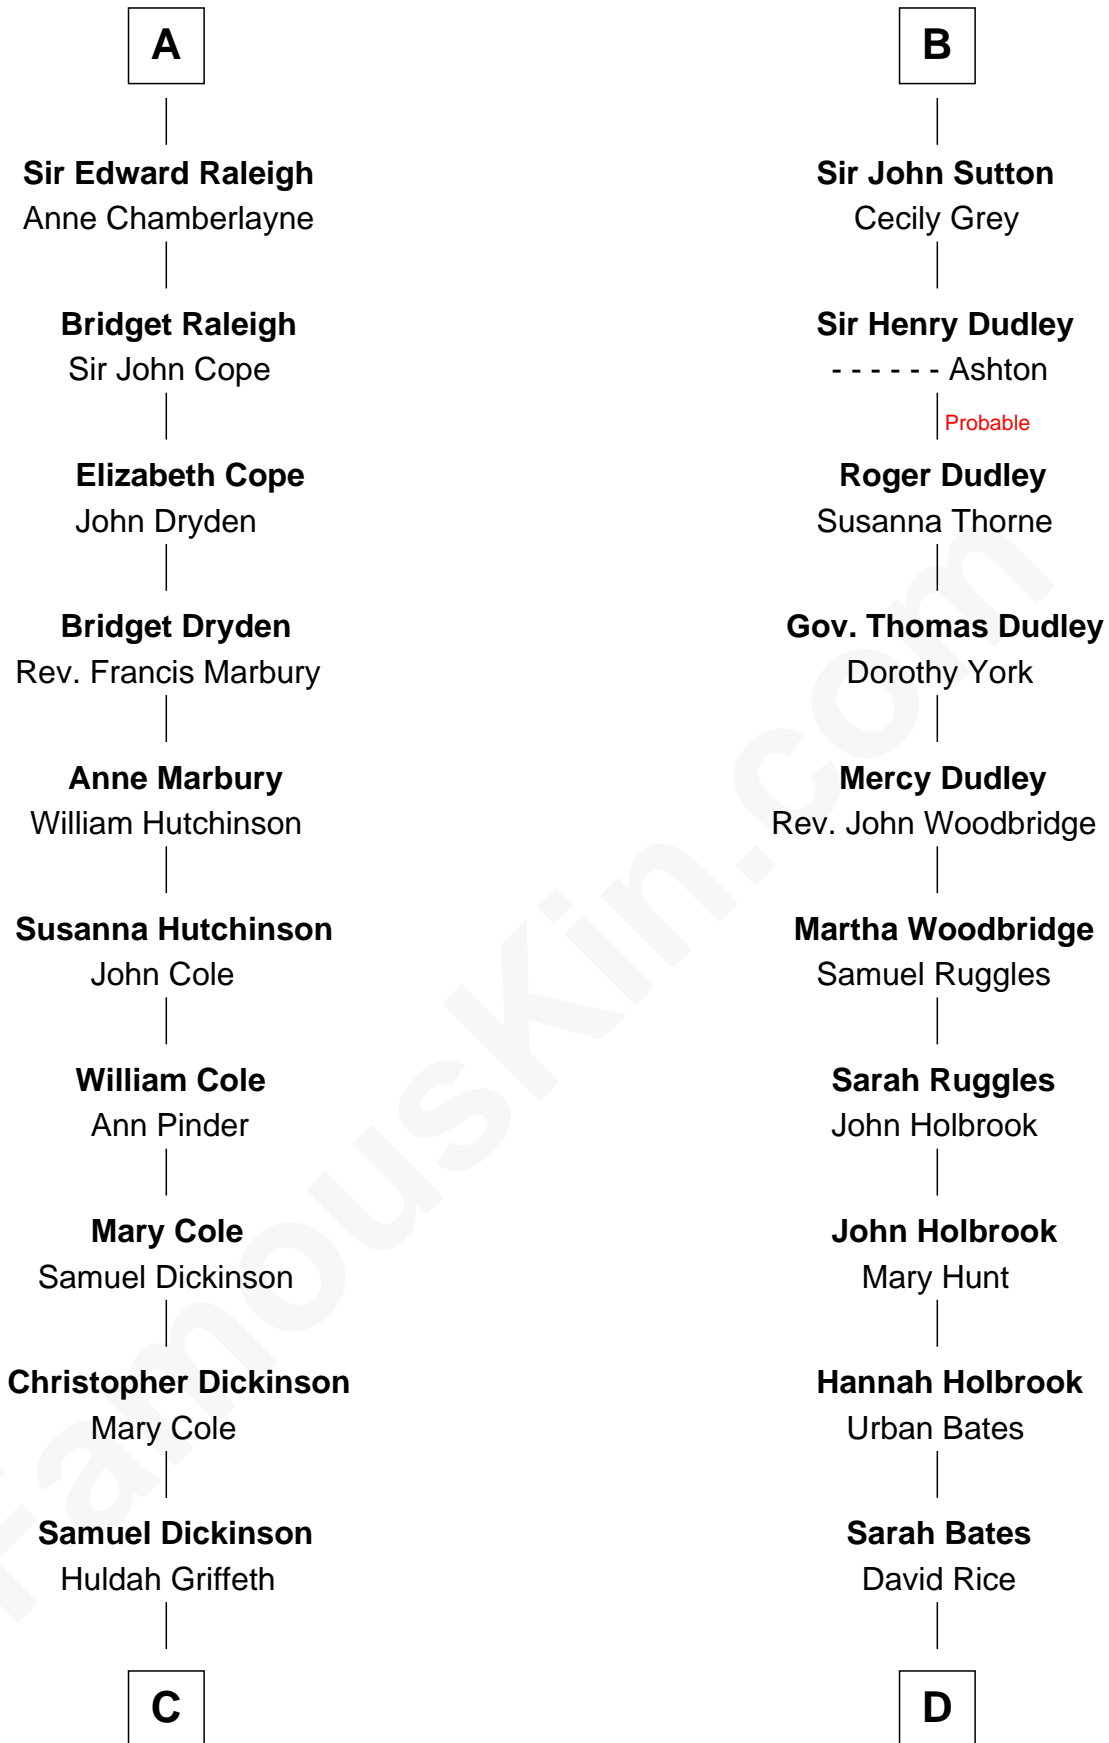 A
Sir Edward Raleigh
Anne Chamberlayne
Bridget Raleigh
Sir John Cope
Elizabeth Cope
John Dryden
Bridget Dryden
Rev. Francis Marbury
Anne Marbury
William Hutchinson
Susanna Hutchinson
John Cole
William Cole
Ann Pinder
Mary Cole
Samuel Dickinson
Christopher Dickinson
Mary Cole
Samuel Dickinson
Huldah Griffeth
C
B
Sir John Sutton
Cecily Grey
Sir Henry Dudley
- - - - - - Ashton
Probable
Roger Dudley
Susanna Thorne
Gov. Thomas Dudley
Dorothy York
Mercy Dudley
Rev. John Woodbridge
Martha Woodbridge
Samuel Ruggles
Sarah Ruggles
John Holbrook
John Holbrook
Mary Hunt
Hannah Holbrook
Urban Bates
Sarah Bates
David Rice
D
FamousKin.com